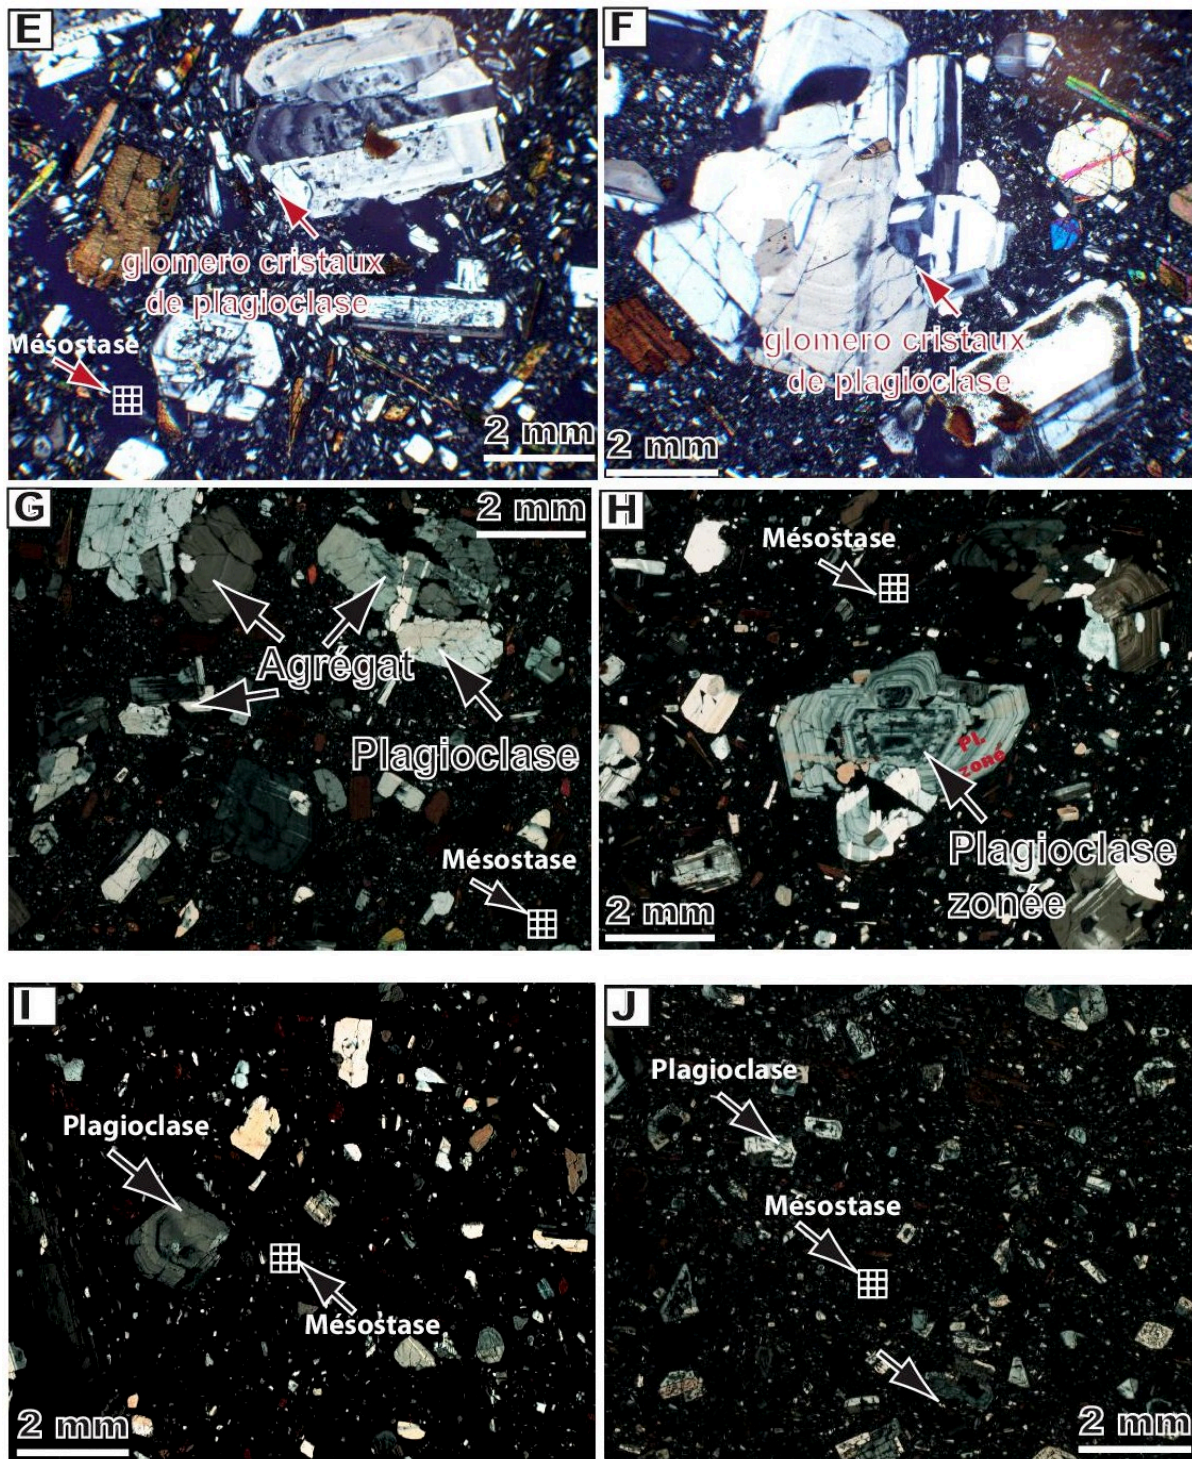 E
glomero cristaux
de plagioclase
Mésostase
2 mm
F
glomero cristaux
de plagioclase
2 mm
G
2 mm
Agrégat
Plagioclase
Mésostase
H
Mésostase
PL
zoné
Plagioclase
zonée
2 mm
I
Plagioclase
Mésostase
2 mm
J
Plagioclase
Mésostase
2 mm